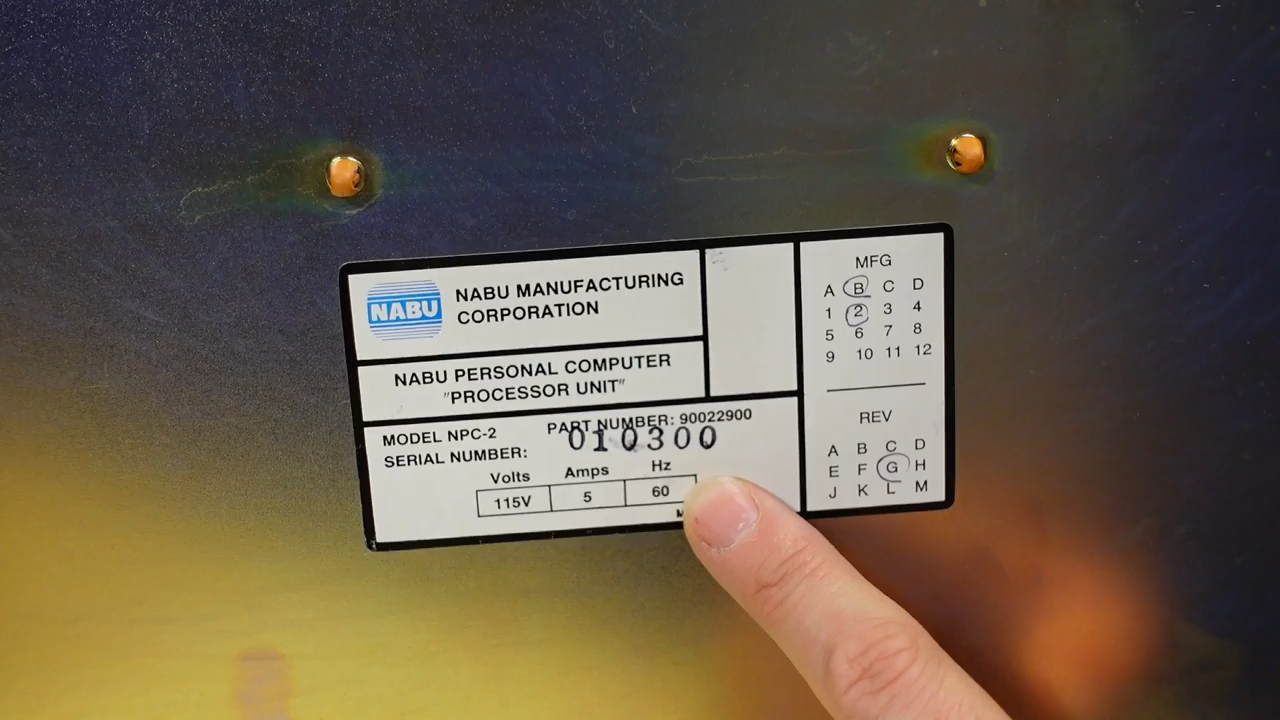 NABU
NABU MANUFACTURING
CORPORATION
NABU PERSONAL COMPUTER
"PROCESSOR UNIT"
MODEL NPC-2
PART NUMBER: 90022900
SERIAL NUMBER:
010300
Volts Amps Hz
115V 5 60
MFG
A B C D
1 2 3 4
5 6 7 8
9 10 11 12
REV
A B C D
E F G H
J K L M